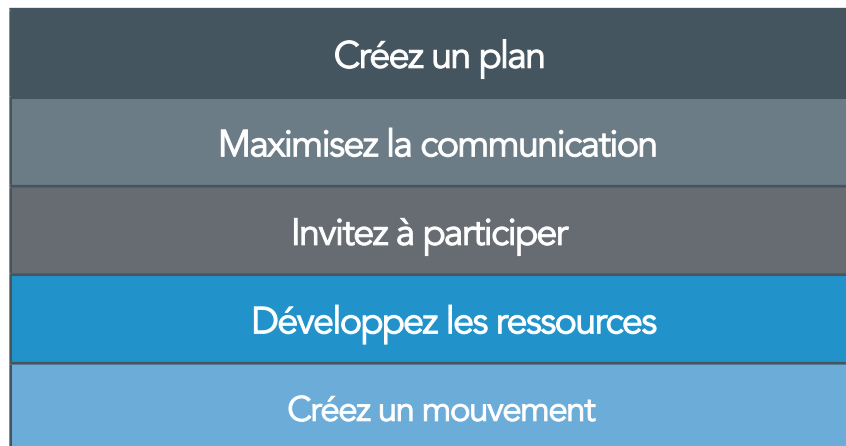 Créez un plan
Maximisez la communication
Invitez à participer
Développez les ressources
Créez un mouvement